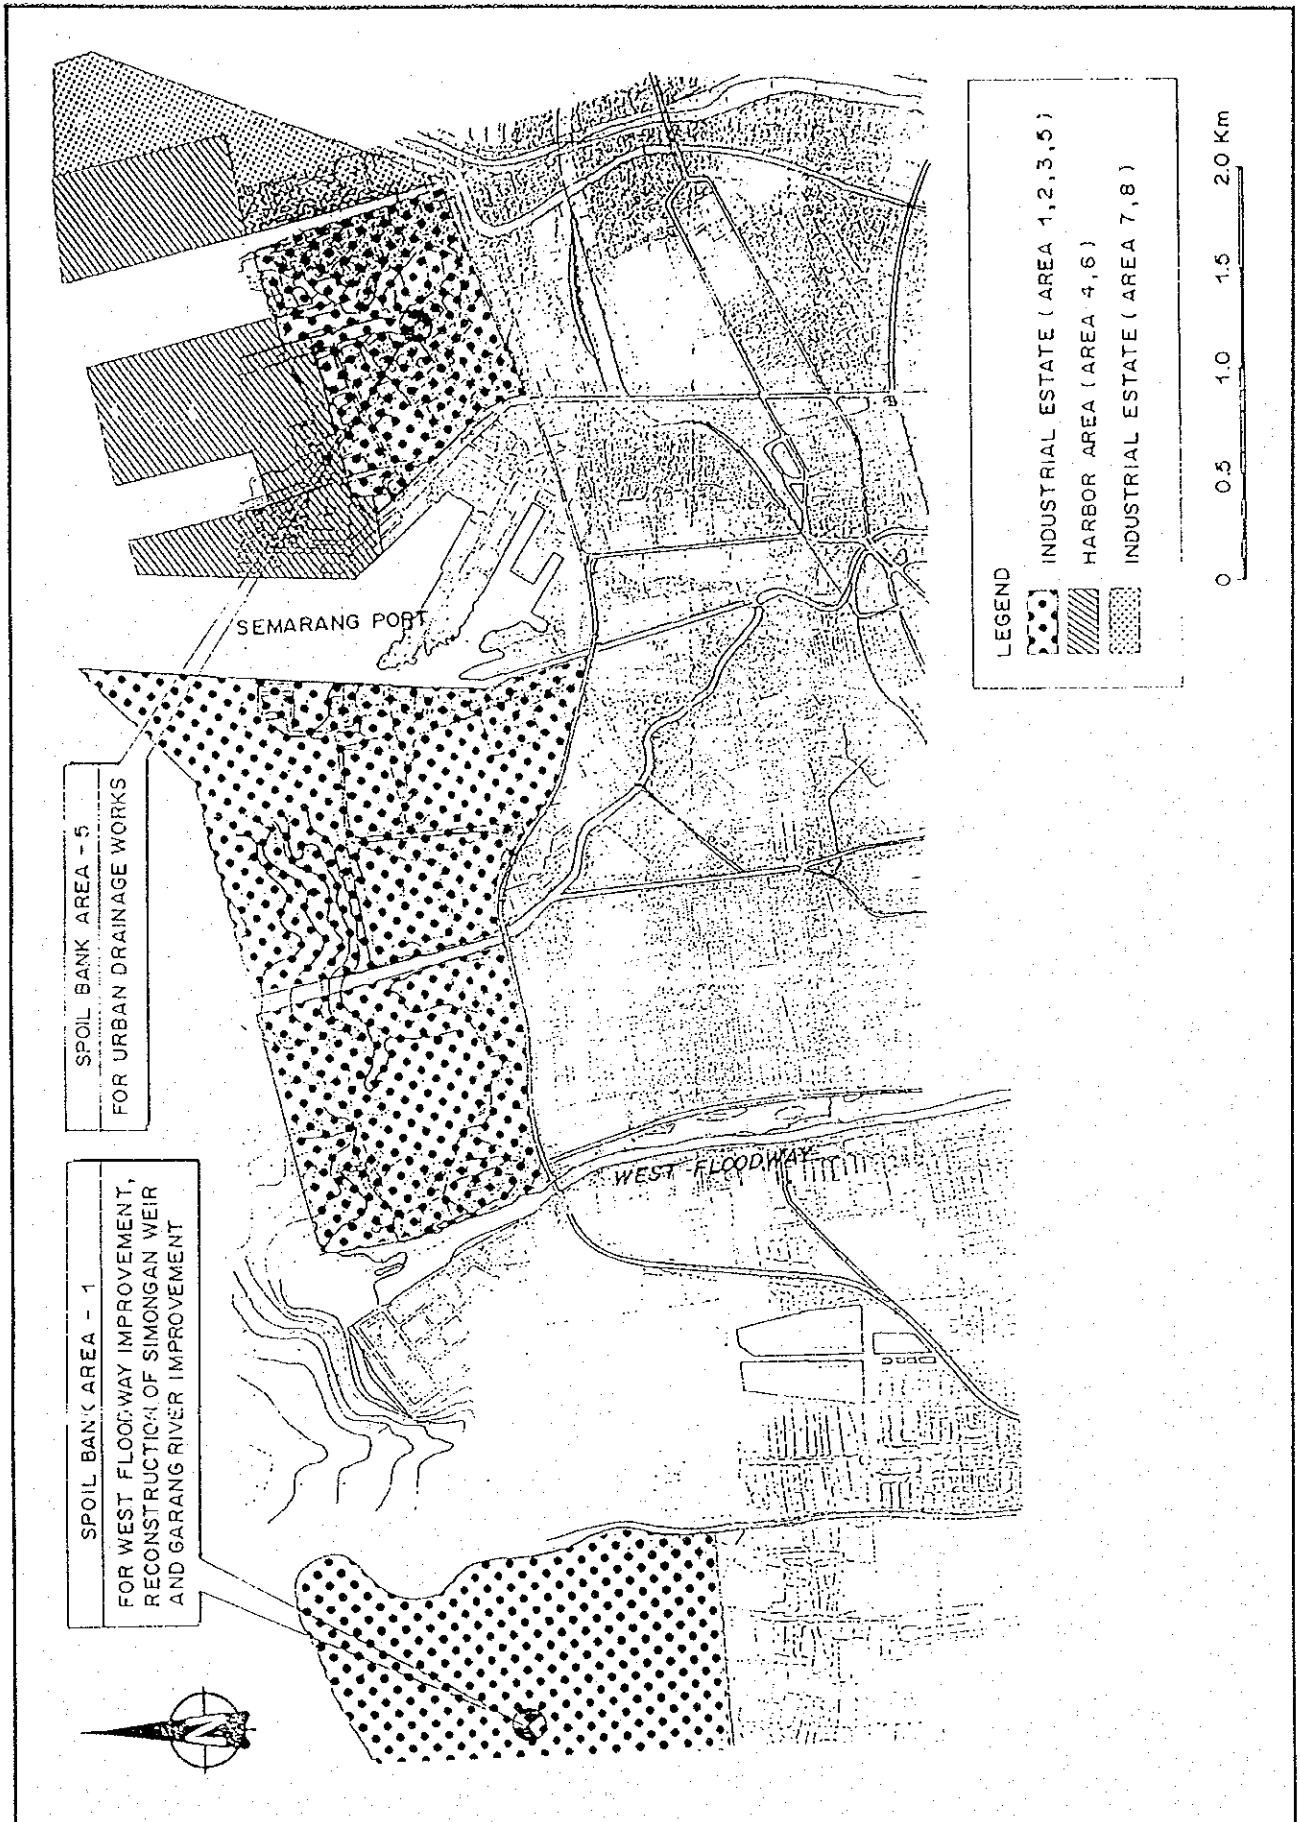 SPOIL BANK AREA - 1
FOR WEST FLOODWAY IMPROVEMENT,
RECONSTRUCTION OF SIMONGAN WEIR
AND GARANG RIVER IMPROVEMENT
SPOIL BANK AREA - 5
FOR URBAN DRAINAGE WORKS
N
SEMARANG PORT
WEST FLOODWAY
LEGEND
INDUSTRIAL ESTATE ( AREA 1,2,3,5 )
HARBOR AREA ( AREA 4,6 )
INDUSTRIAL ESTATE ( AREA 7,8 )
0 0.5 1.0 1.5 2.0 Km